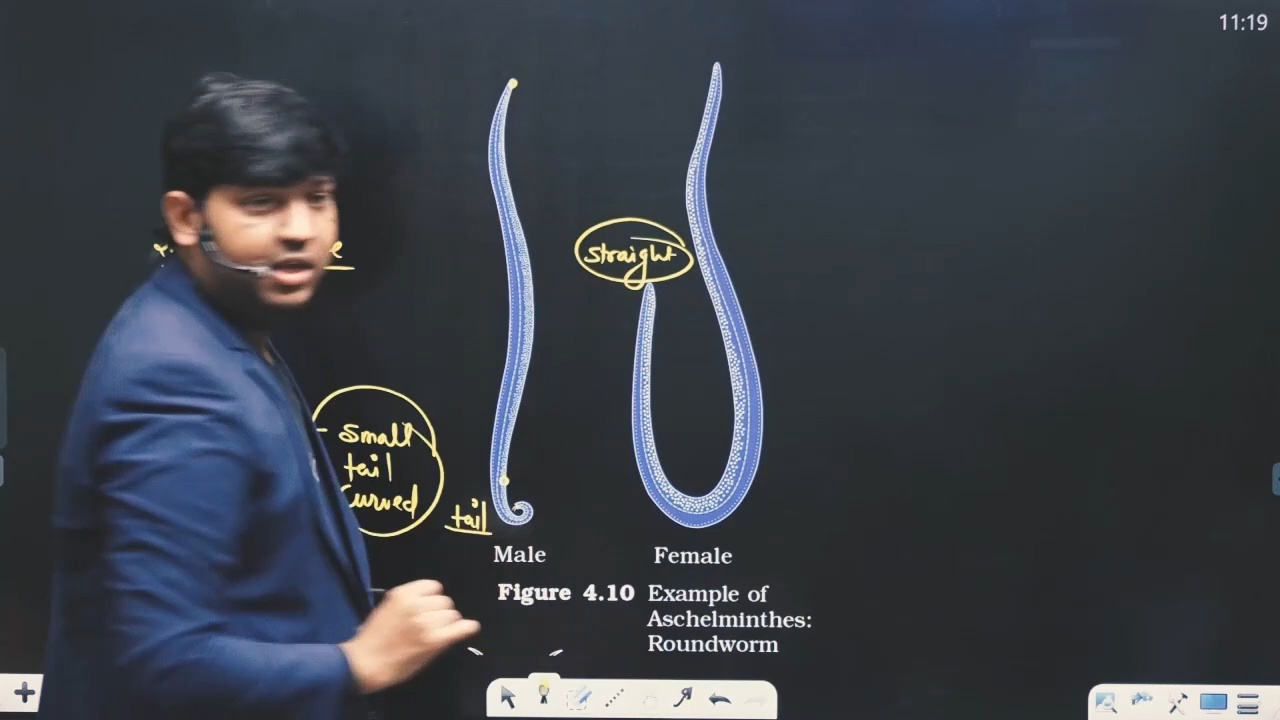 11:19
straight
- small
tail
curved
tail
Male Female
Figure 4.10 Example of
Aschelminthes:
Roundworm